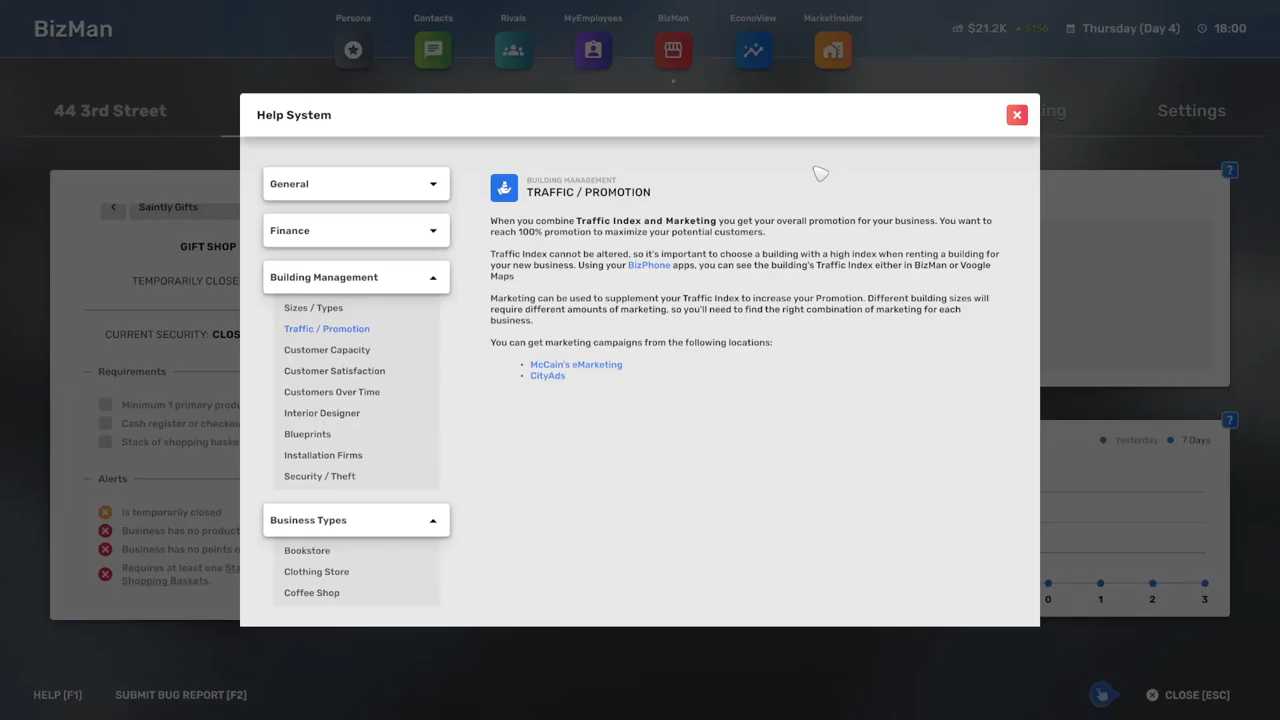 BizMan
Persona
Contacts
Rivals
MyEmployees
BizMan
EconoView
MarketInsider
$21.2K
$156
Thursday (Day 4)
18:00
44 3rd Street
Settings
Help System
General
Finance
Building Management
Sizes / Types
Traffic / Promotion
Customer Capacity
Customer Satisfaction
Customers Over Time
Interior Designer
Blueprints
Installation Firms
Security / Theft
Business Types
Bookstore
Clothing Store
Coffee Shop
BUILDING MANAGEMENT
TRAFFIC / PROMOTION
When you combine Traffic Index and Marketing you get your overall promotion for your business. You want to
reach 100% promotion to maximize your potential customers.
Traffic Index cannot be altered, so it's important to choose a building with a high index when renting a building for
your new business. Using your BizPhone apps, you can see the building's Traffic Index either in BizMan or Voogle
Maps
Marketing can be used to supplement your Traffic Index to increase your Promotion. Different building sizes will
require different amounts of marketing, so you'll need to find the right combination of marketing for each
business.
You can get marketing campaigns from the following locations:
• McCain's eMarketing
• CityAds
Saintly Gifts
GIFT SHOP
TEMPORARILY CLOSE
CURRENT SECURITY: CLOS
Requirements
Minimum 1 primary produ
Cash register or checkou
Stack of shopping baske
Alerts
Is temporarily closed
Business has no product
Business has no points o
Requires at least one Sta
Shopping Baskets.
?
?
Yesterday
7 Days
0 1 2 3
HELP [F1]
SUBMIT BUG REPORT [F2]
CLOSE [ESC]